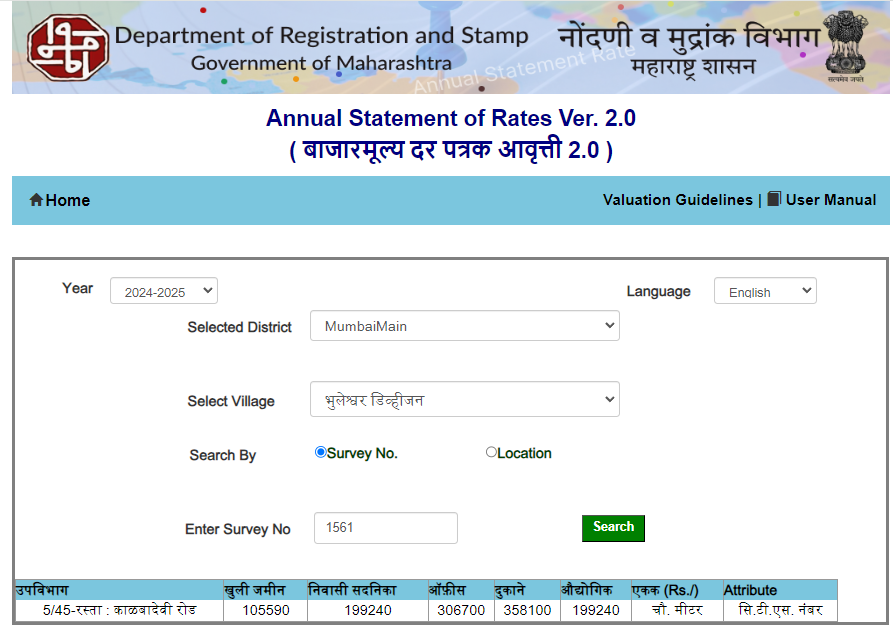 Department of Registration and Stamp
Government of Maharashtra
नोंदणी व मुद्रांक विभाग
महाराष्ट्र शासन
सत्यमेव जयते
Annual Statement Rate
Annual Statement of Rates Ver. 2.0
( बाजारमूल्य दर पत्रक आवृत्ती 2.0 )
Home Valuation Guidelines | User Manual
Year 2024-2025 Language English
Selected District MumbaiMain
Select Village भुलेश्वर डिव्हीजन
Search By Survey No. Location
Enter Survey No 1561 Search
उपविभाग खुली जमीन निवासी सदनिका ऑफ़ीस दुकाने औद्योगिक एकक (Rs./) Attribute
5/45-रस्ता : काळबादेवी रोड 105590 199240 306700 358100 199240 चौ. मीटर सि.टी.एस. नंबर